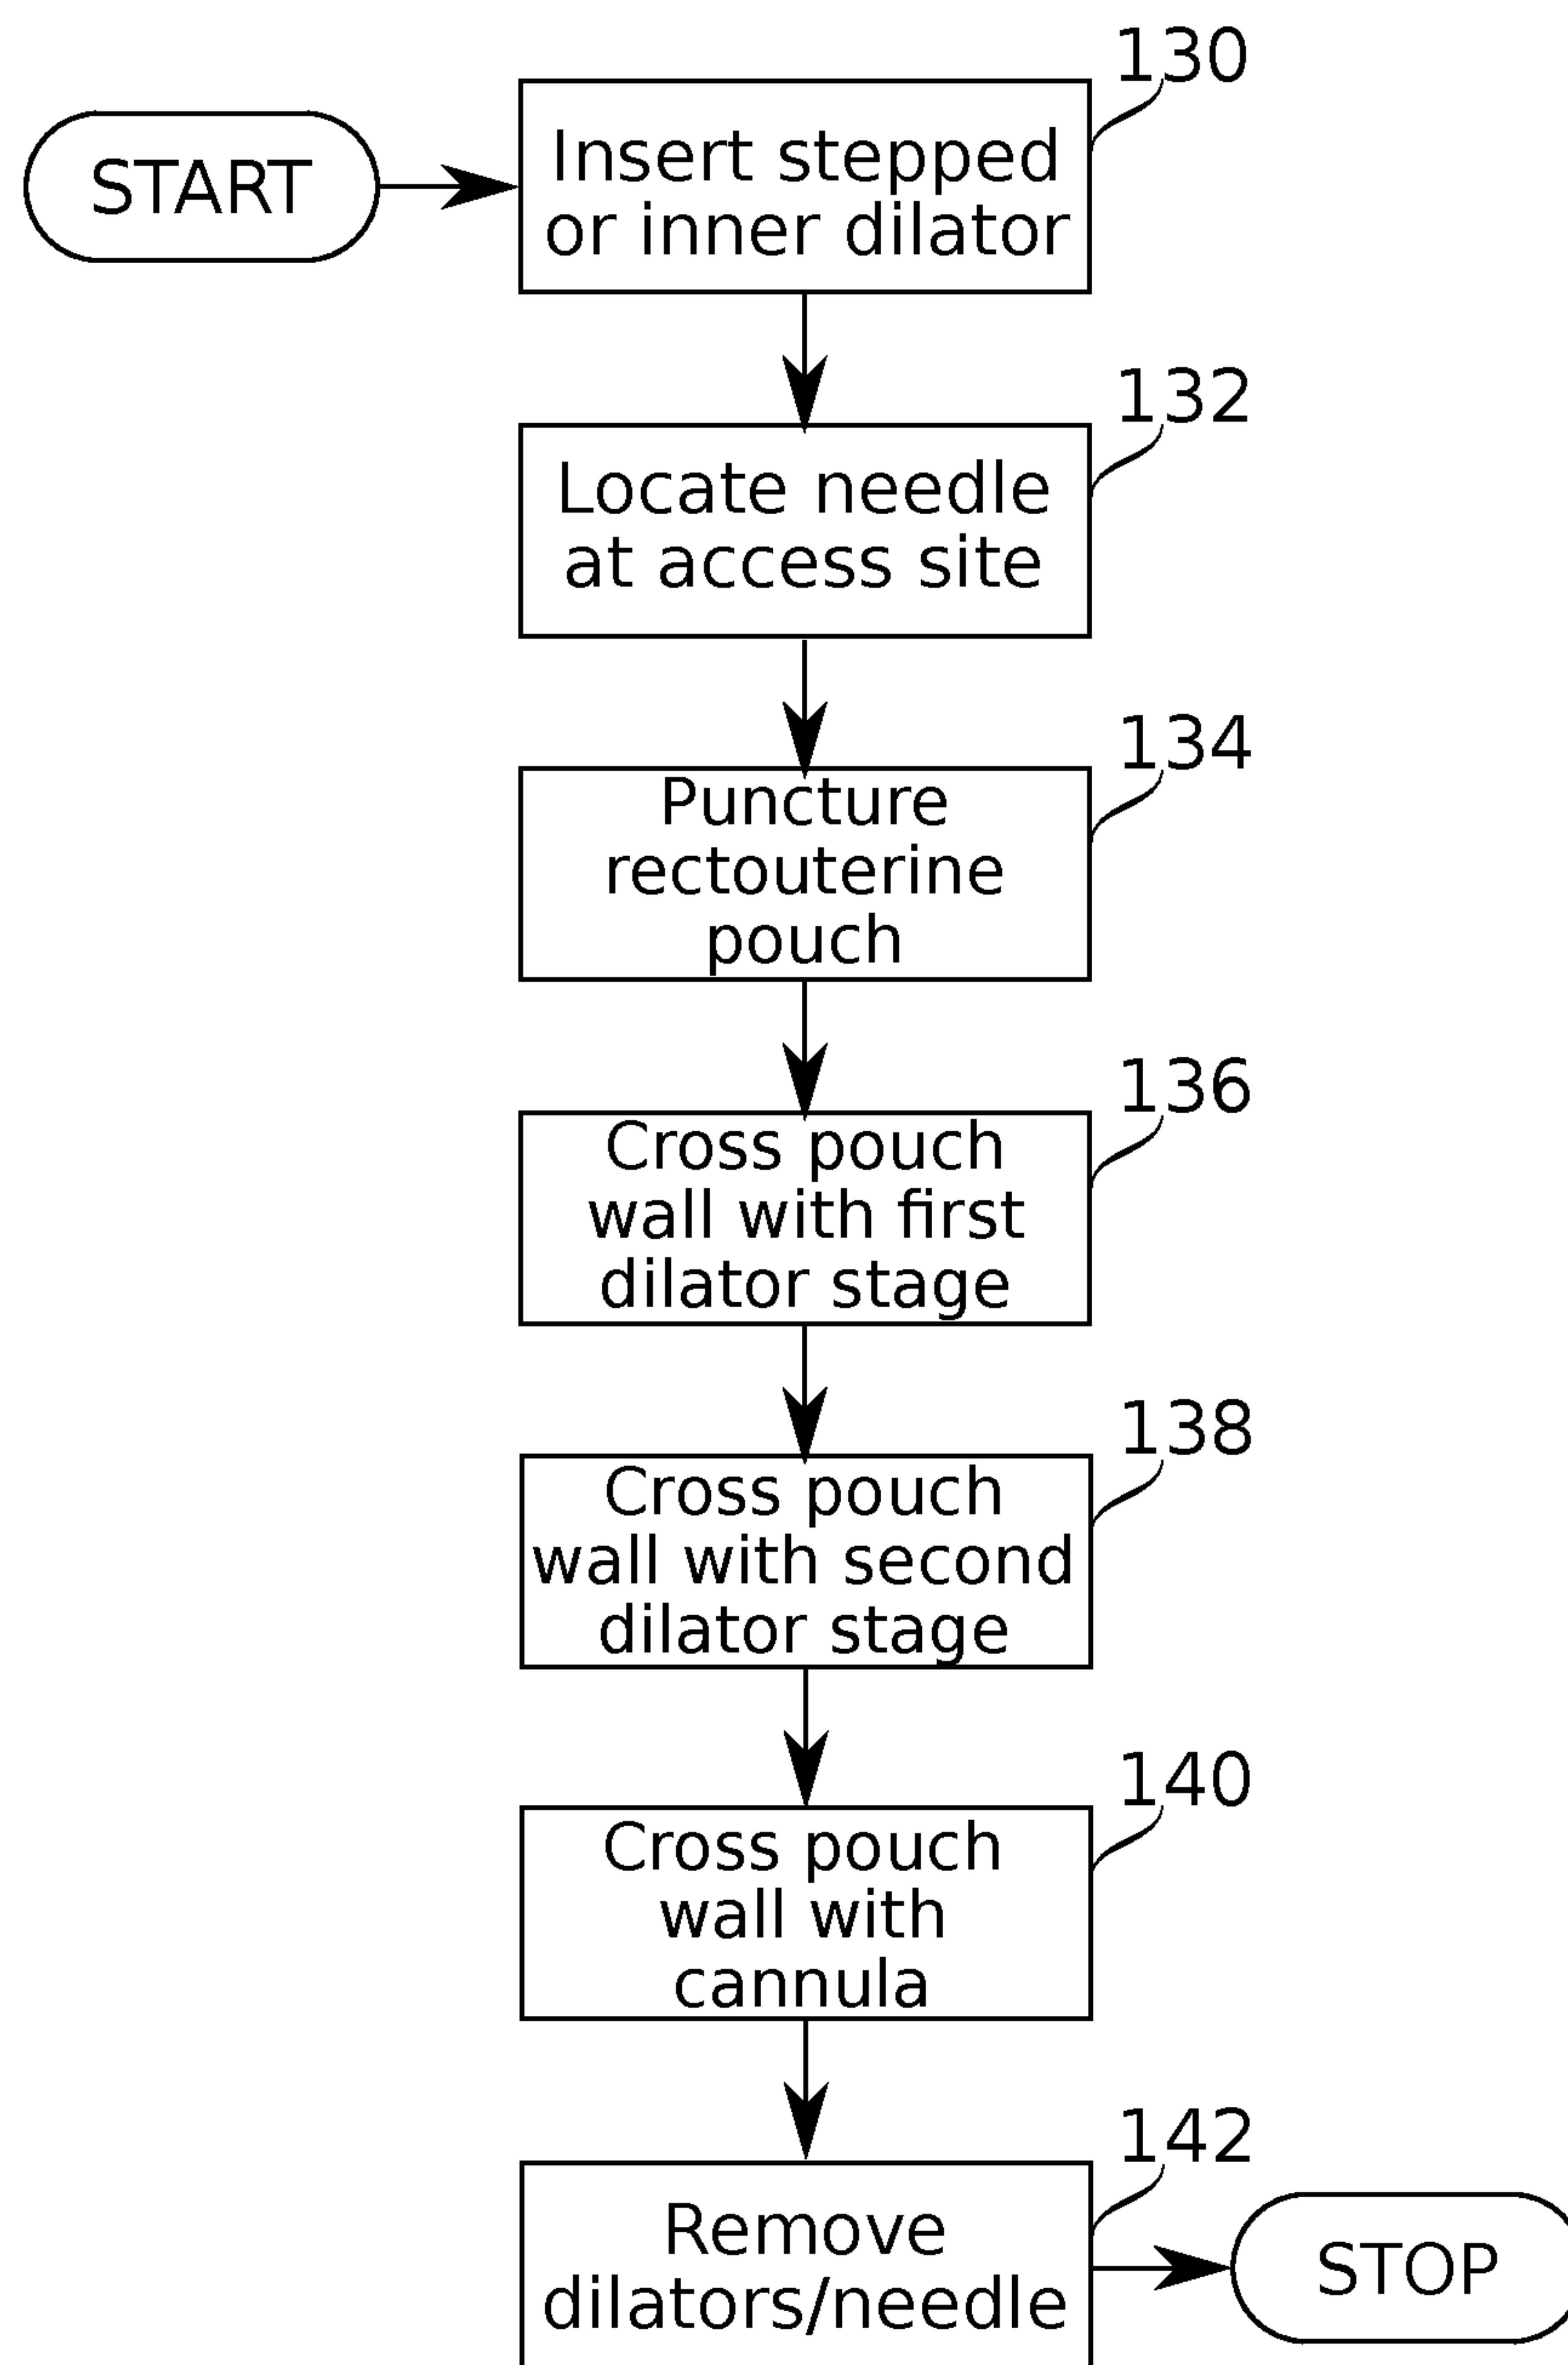 130
START
Insert stepped
or inner dilator
132
Locate needle
at access site
134
Puncture
rectouterine
pouch
136
Cross pouch
wall with first
dilator stage
138
Cross pouch
wall with second
dilator stage
140
Cross pouch
wall with
cannula
142
Remove
dilators/needle
STOP